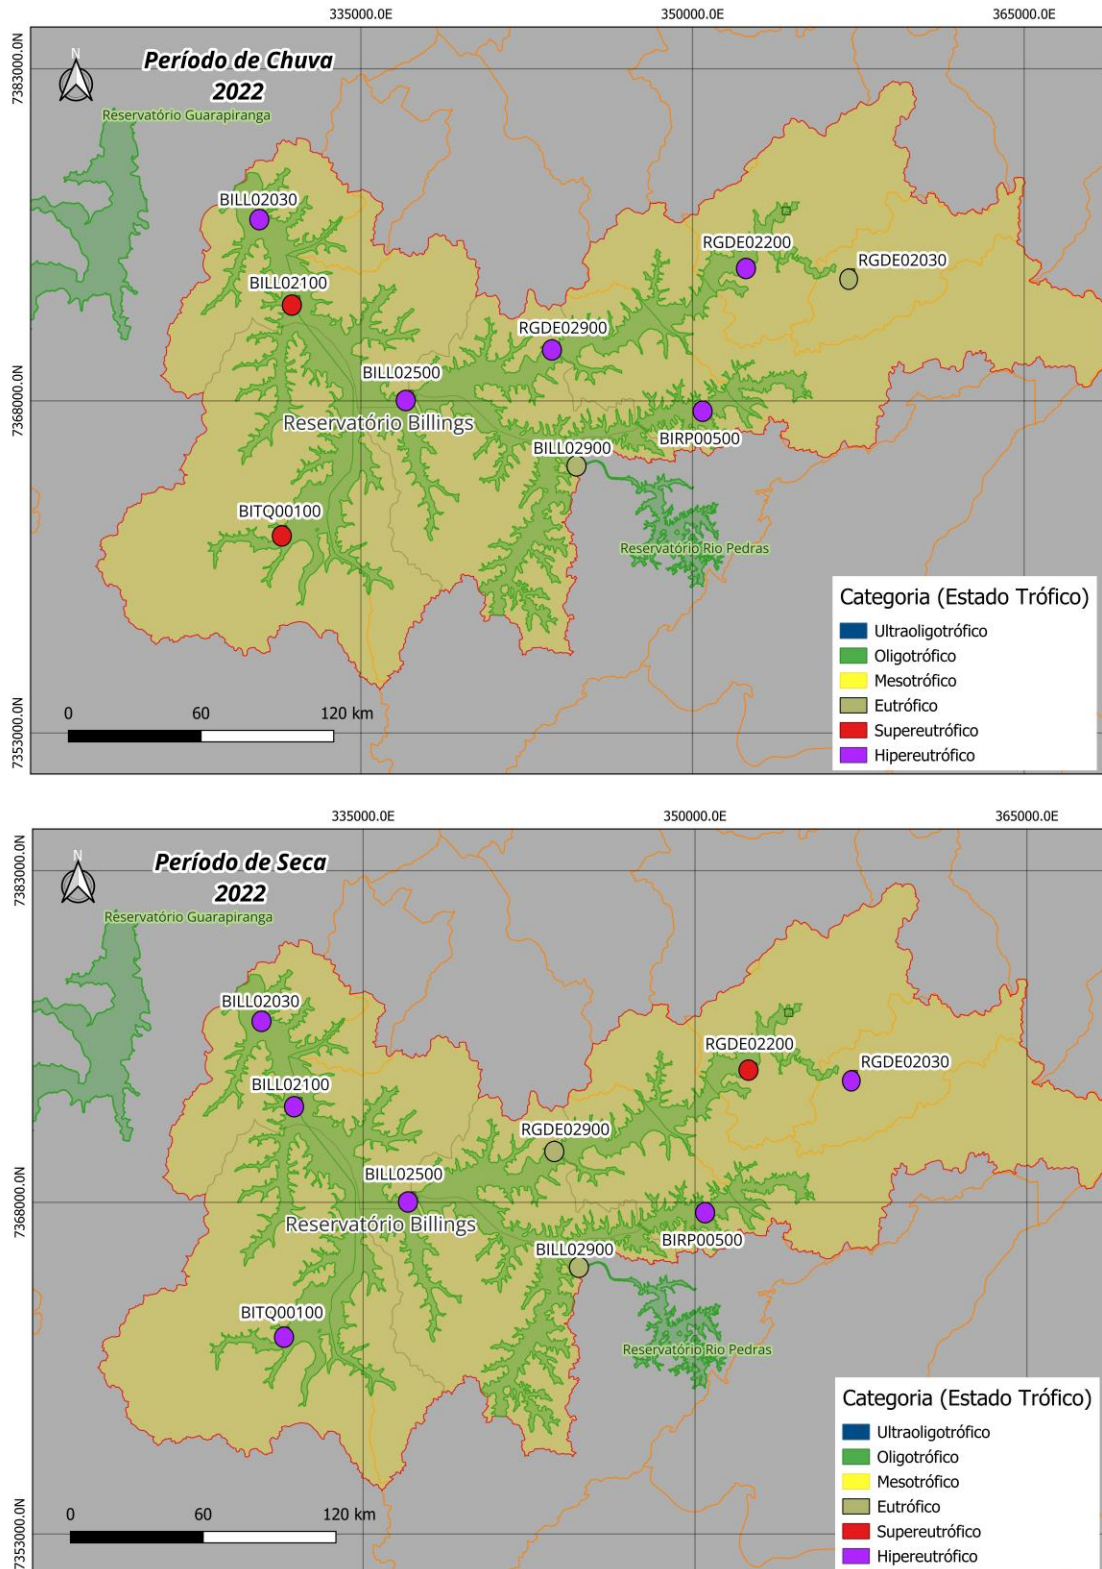 335000.0E 350000.0E 365000.0E
7383000.0N
N
Período de Chuva
2022
Reservatório Guarapiranga
BILL02030
RGDE02200
RGDE02030
BILL02100
RGDE02900
BILL02500
7368000.0N
Reservatório Billings
BIRP00500
BILL02900
BITQ00100
Reservatório Rio Pedras
Categoria (Estado Trófico)
Ultraoligotrófico
Oligotrófico
Mesotrófico
Eutrófico
Supereutrófico
Hipereutrófico
0 60 120 km
7353000.0N
335000.0E 350000.0E 365000.0E
7383000.0N
N
Período de Seca
2022
Reservatório Guarapiranga
BILL02030
RGDE02200
RGDE02030
BILL02100
RGDE02900
BILL02500
7368000.0N
Reservatório Billings
BIRP00500
BILL02900
BITQ00100
Reservatório Rio Pedras
Categoria (Estado Trófico)
Ultraoligotrófico
Oligotrófico
Mesotrófico
Eutrófico
Supereutrófico
Hipereutrófico
0 60 120 km
7353000.0N